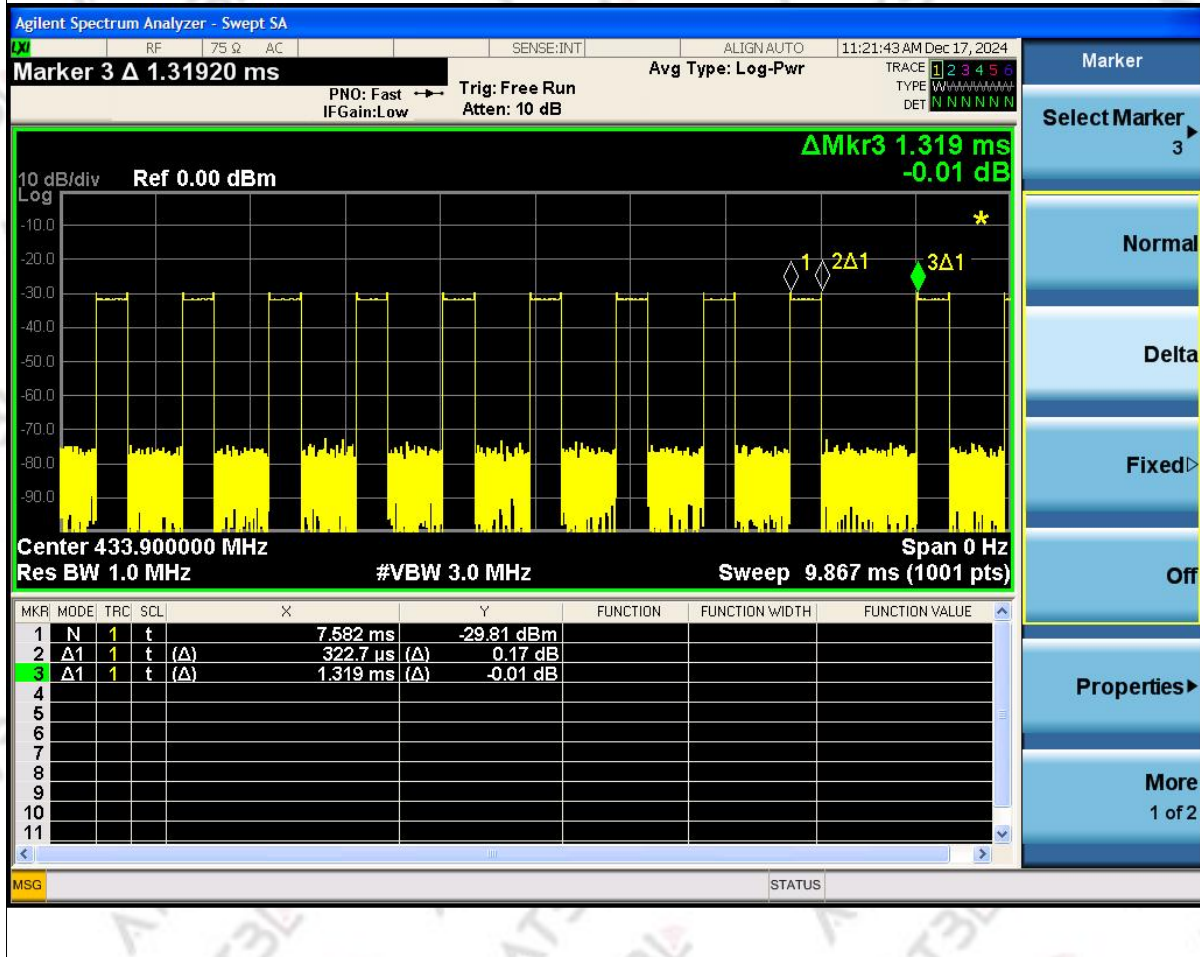 Agilent Spectrum Analyzer - Swept SA
LXI RF 75 Ω AC SENSE:INT ALIGN AUTO 11:21:43 AM Dec 17, 2024
Marker 3 Δ 1.31920 ms
PNO: Fast
IFGain:Low
Trig: Free Run
Atten: 10 dB
Avg Type: Log-Pwr
TRACE 1 2 3 4 5 6
TYPE W
DET N N N N N N
ΔMkr3 1.319 ms
-0.01 dB
10 dB/div Ref 0.00 dBm
Log
-10.0
-20.0
-30.0
-40.0
-50.0
-60.0
-70.0
-80.0
-90.0
1 2Δ1 3Δ1
*
Center 433.900000 MHz Span 0 Hz
Res BW 1.0 MHz #VBW 3.0 MHz Sweep 9.867 ms (1001 pts)
MKR MODE TRC SCL X Y FUNCTION FUNCTION WIDTH FUNCTION VALUE
1 N 1 t 7.582 ms -29.81 dBm
2 Δ1 1 t (Δ) 322.7 µs (Δ) 0.17 dB
3 Δ1 1 t (Δ) 1.319 ms (Δ) -0.01 dB
4
5
6
7
8
9
10
11
MSG STATUS
Marker
Select Marker
3
Normal
Delta
Fixed
Off
Properties
More
1 of 2